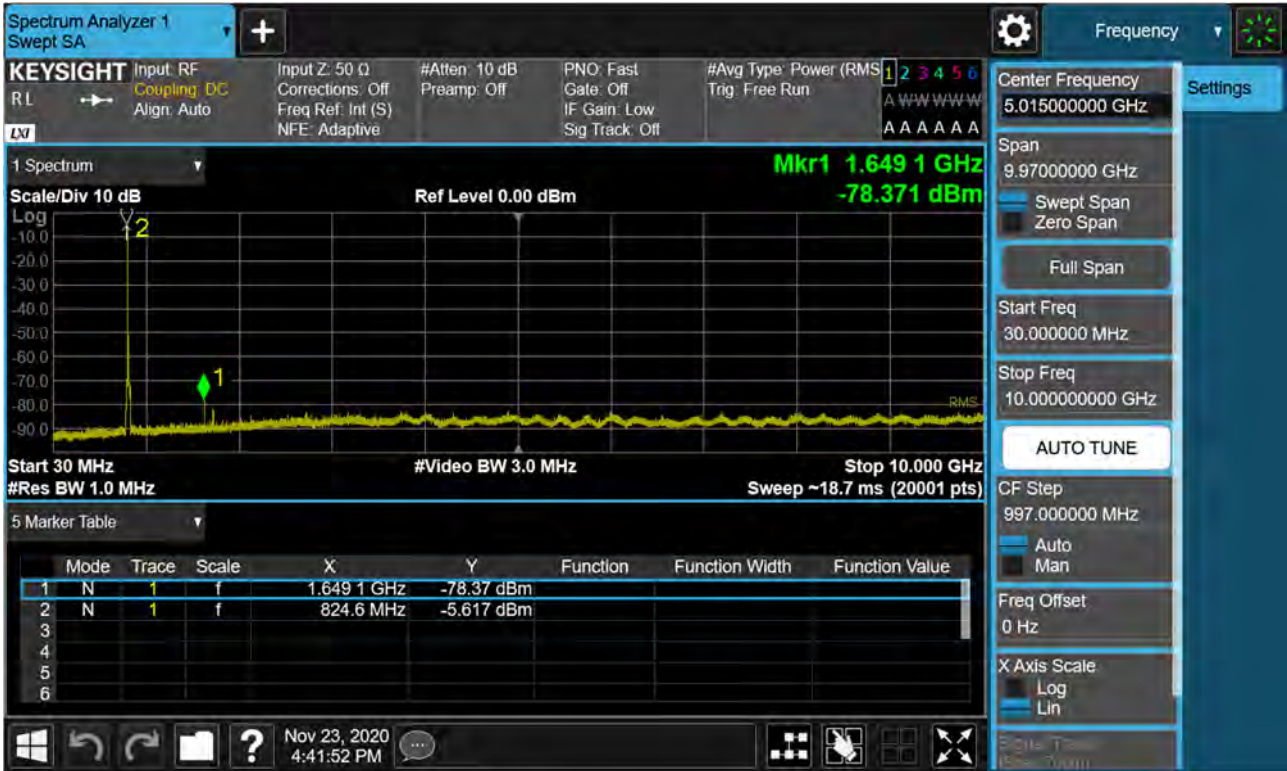 Spectrum Analyzer 1
Swept SA
+
Frequency
KEYSIGHT
RL
LXI
Input: RF
Coupling: DC
Align: Auto
Input Z: 50 Ω
Corrections: Off
Freq Ref: Int (S)
NFE: Adaptive
#Atten: 10 dB
Preamp: Off
PNO: Fast
Gate: Off
IF Gain: Low
Sig Track: Off
#Avg Type: Power (RMS
Trig: Free Run
1 2 3 4 5 6
A W W W W W
A A A A A A
1 Spectrum
Scale/Div 10 dB
Ref Level 0.00 dBm
Mkr1 1.649 1 GHz
-78.371 dBm
Log
-10.0
-20.0
-30.0
-40.0
-50.0
-60.0
-70.0
-80.0
-90.0
2
1
RMS
Start 30 MHz
#Video BW 3.0 MHz
Stop 10.000 GHz
#Res BW 1.0 MHz
Sweep ~18.7 ms (20001 pts)
5 Marker Table
Mode Trace Scale X Y Function Function Width Function Value
1 N 1 f 1.649 1 GHz -78.37 dBm
2 N 1 f 824.6 MHz -5.617 dBm
3
4
5
6
Nov 23, 2020
4:41:52 PM
Center Frequency
5.015000000 GHz
Settings
Span
9.97000000 GHz
Swept Span
Zero Span
Full Span
Start Freq
30.000000 MHz
Stop Freq
10.000000000 GHz
AUTO TUNE
CF Step
997.000000 MHz
Auto
Man
Freq Offset
0 Hz
X Axis Scale
Log
Lin